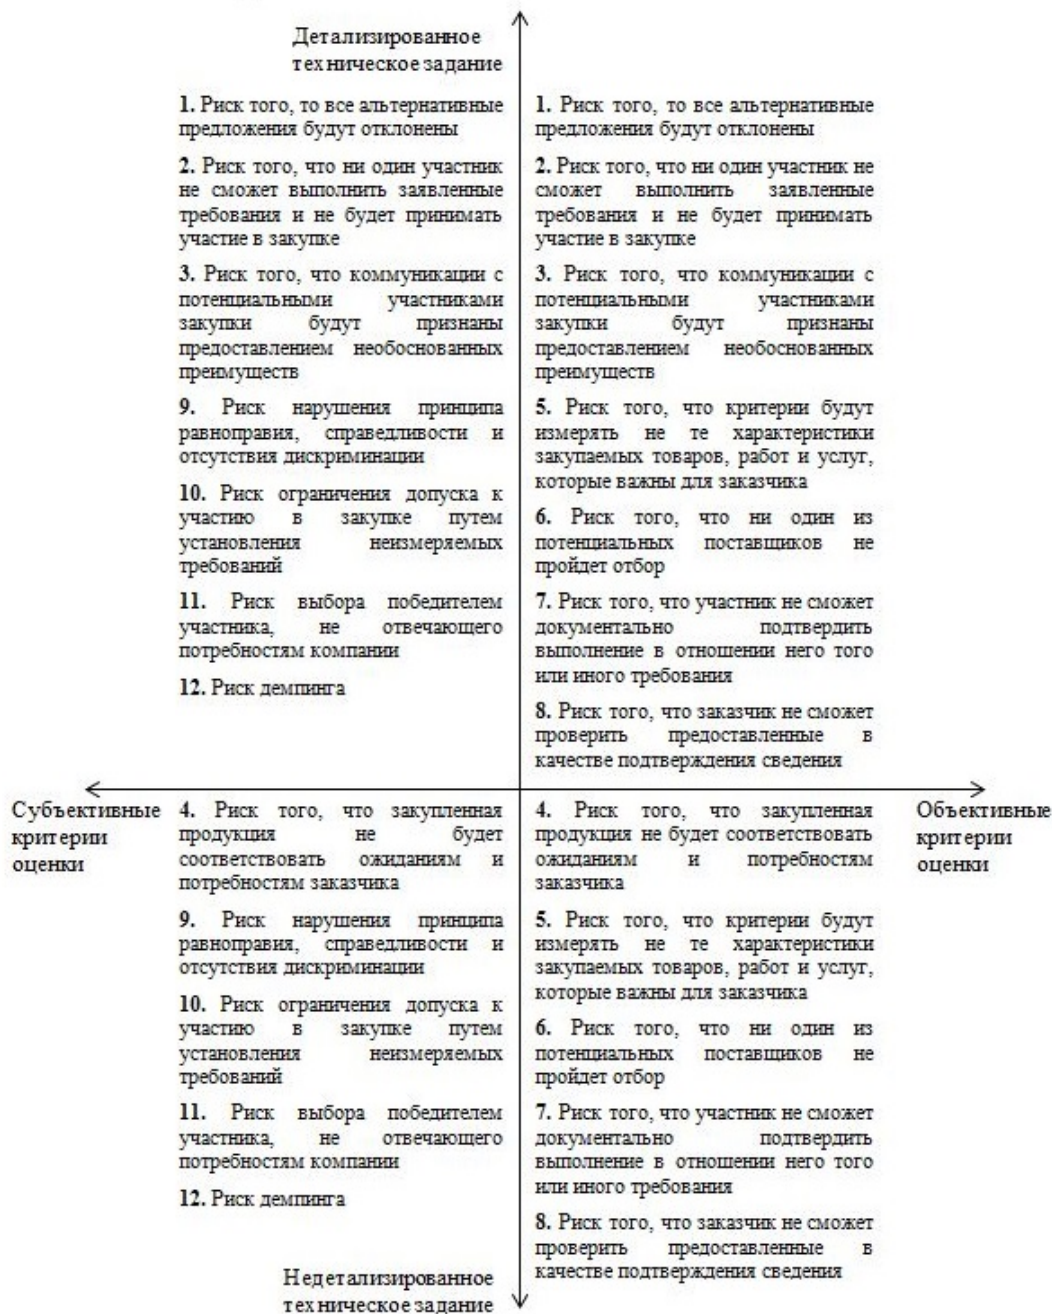 Детализированное
техническое задание
1. Риск того, то все альтернативные
предложения будут отклонены
2. Риск того, что ни один участник
не сможет выполнить заявленные
требования и не будет принимать
участие в закупке
3. Риск того, что коммуникации с
потенциальными участниками
закупки будут признаны
предоставлением необоснованных
преимуществ
9. Риск нарушения принципа
равноправия, справедливости и
отсутствия дискриминации
10. Риск ограничения допуска к
участию в закупке путем
установления неизмеряемых
требований
11. Риск выбора победителем
участника, не отвечающего
потребностям компании
12. Риск демпинга
1. Риск того, то все альтернативные
предложения будут отклонены
2. Риск того, что ни один участник не
сможет выполнить заявленные
требования и не будет принимать
участие в закупке
3. Риск того, что коммуникации с
потенциальными участниками
закупки будут признаны
предоставлением необоснованных
преимуществ
5. Риск того, что критерии будут
измерять не те характеристики
закупаемых товаров, работ и услуг,
которые важны для заказчика
6. Риск того, что ни один из
потенциальных поставщиков не
пройдет отбор
7. Риск того, что участник не сможет
документально подтвердить
выполнение в отношении него того
или иного требования
8. Риск того, что заказчик не сможет
проверить предоставленные в
качестве подтверждения сведения
Субъективные
критерии
оценки
4. Риск того, что закупленная
продукция не будет
соответствовать ожиданиям и
потребностям заказчика
9. Риск нарушения принципа
равноправия, справедливости и
отсутствия дискриминации
10. Риск ограничения допуска к
участию в закупке путем
установления неизмеряемых
требований
11. Риск выбора победителем
участника, не отвечающего
потребностям компании
12. Риск демпинга
4. Риск того, что закупленная
продукция не будет соответствовать
ожиданиям и потребностям
заказчика
5. Риск того, что критерии будут
измерять не те характеристики
закупаемых товаров, работ и услуг,
которые важны для заказчика
6. Риск того, что ни один из
потенциальных поставщиков не
пройдет отбор
7. Риск того, что участник не сможет
документально подтвердить
выполнение в отношении него того
или иного требования
8. Риск того, что заказчик не сможет
проверить предоставленные в
качестве подтверждения сведения
Объективные
критерии
оценки
Недетализированное
техническое задание